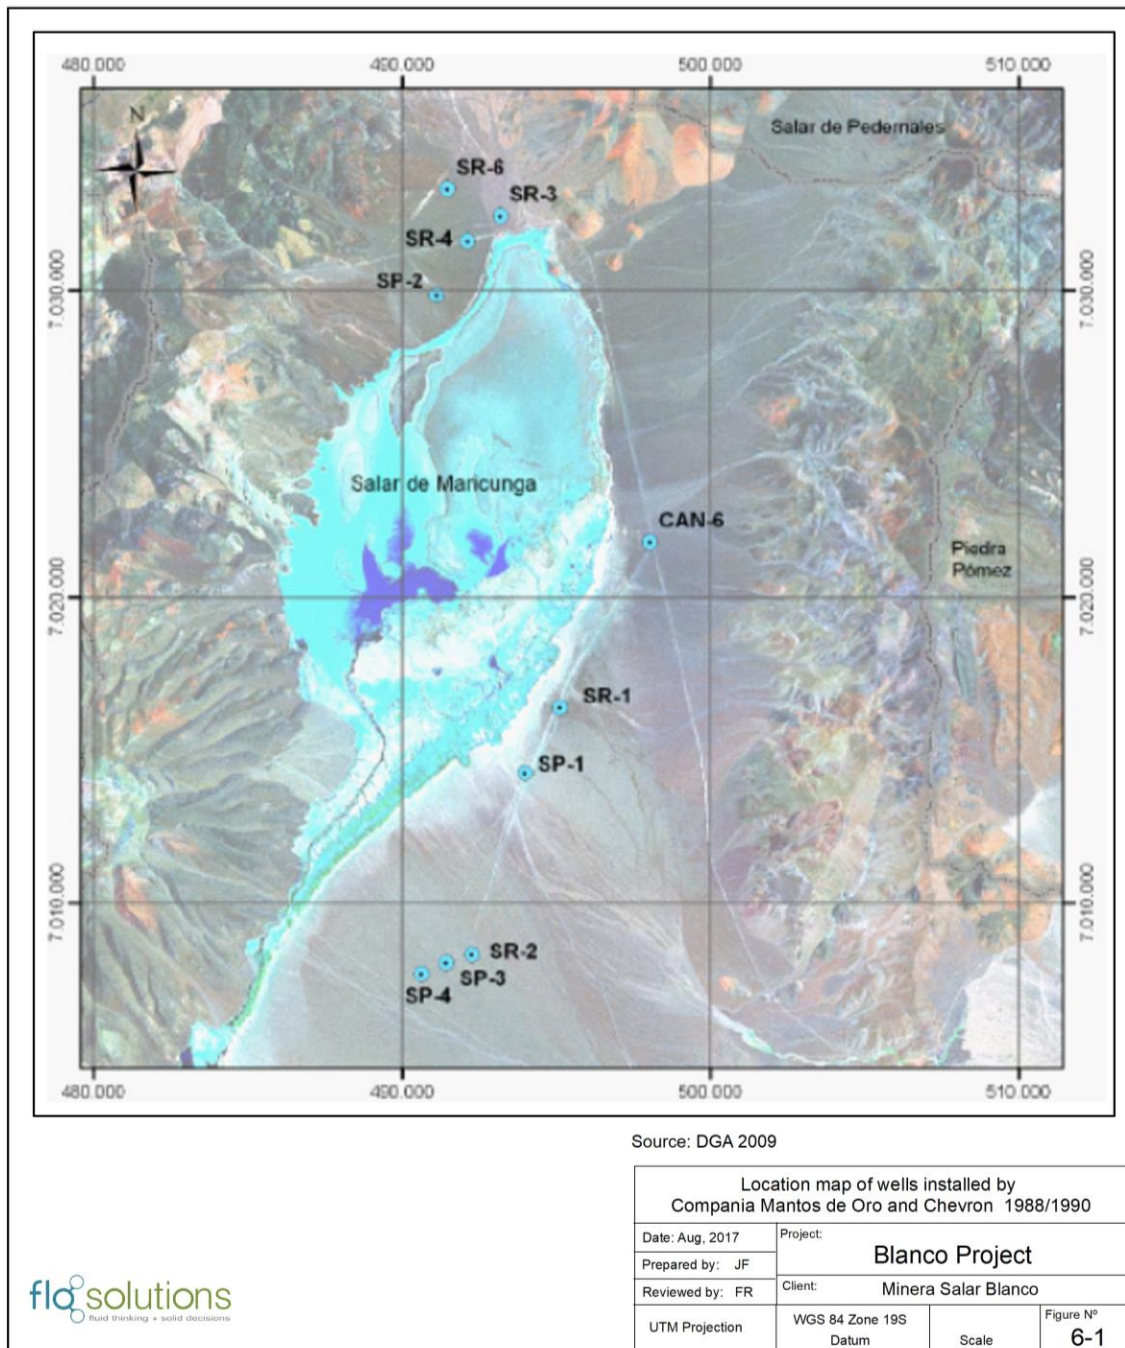 480.000 490.000 500.000 510.000
N
Salar de Pedernales
SR-6
SR-3
SR-4
SP-2
7.030.000 7.030.000
Salar de Maricunga
CAN-6
Piedra
Pómez
7.020.000 7.020.000
SR-1
SP-1
7.010.000 7.010.000
SR-2
SP-3
SP-4
480.000 490.000 500.000 510.000
Source: DGA 2009
Location map of wells installed by
Compania Mantos de Oro and Chevron 1988/1990
Date: Aug, 2017
Project:
Blanco Project
Prepared by: JF
Reviewed by: FR
Client: Minera Salar Blanco
UTM Projection
WGS 84 Zone 19S
Datum
Scale
Figure Nº
6-1
flosolutions
fluid thinking + solid decisions